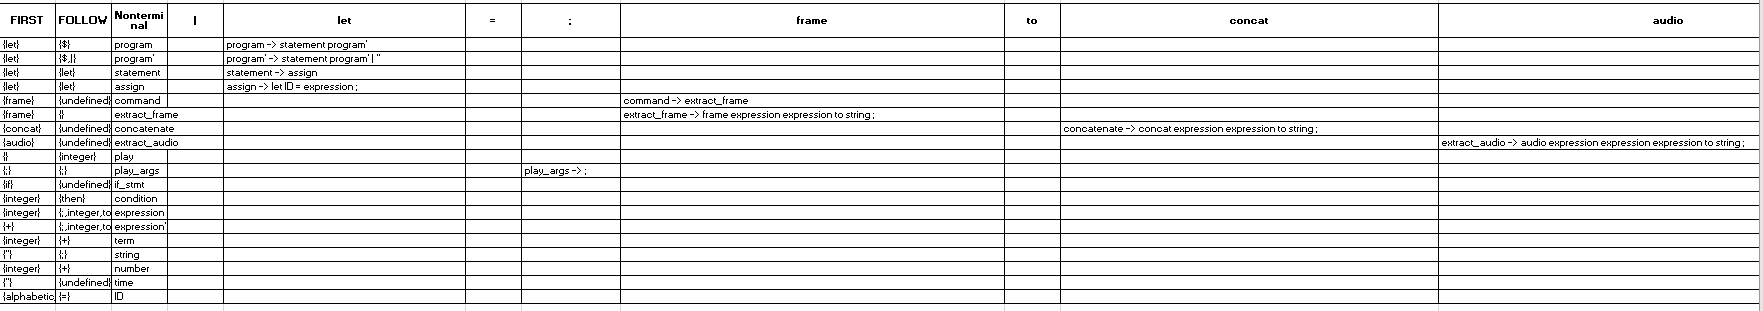 FIRST FOLLOW Nontermi nal | let = ; frame to concat audio
{let} {$} program program -> statement program'
{let} {$,|} program' program' -> statement program' | ''
{let} {let} statement statement -> assign
{let} {let} assign assign -> let ID = expression ;
{frame} {undefined} command command -> extract_frame
{frame} {} extract_frame extract_frame -> frame expression expression to string ;
{concat} {undefined} concatenate concatenate -> concat expression expression to string ;
{audio} {undefined} extract_audio extract_audio -> audio expression expression expression to string ;
{} {integer} play
{;} {;} play_args play_args -> ;
{if} {undefined} if_stmt
{integer} {then} condition
{integer} {;,integer,to expression
{+} {;,integer,to expression'
{integer} {+} term
{"} {;} string
{integer} {+} number
{"} {undefined} time
{alphabetic, {=} ID